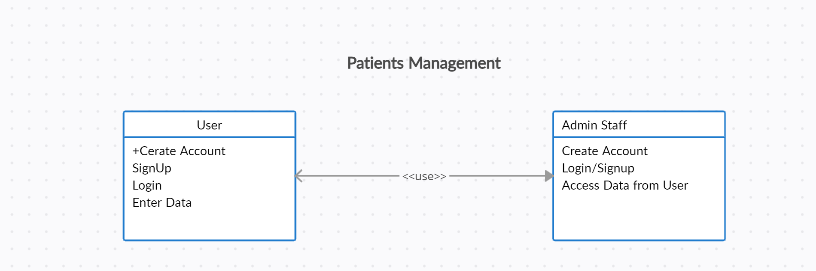 Patients Management
User
+Cerate Account
SignUp
Login
Enter Data
<<use>>
Admin Staff
Create Account
Login/Signup
Access Data from User